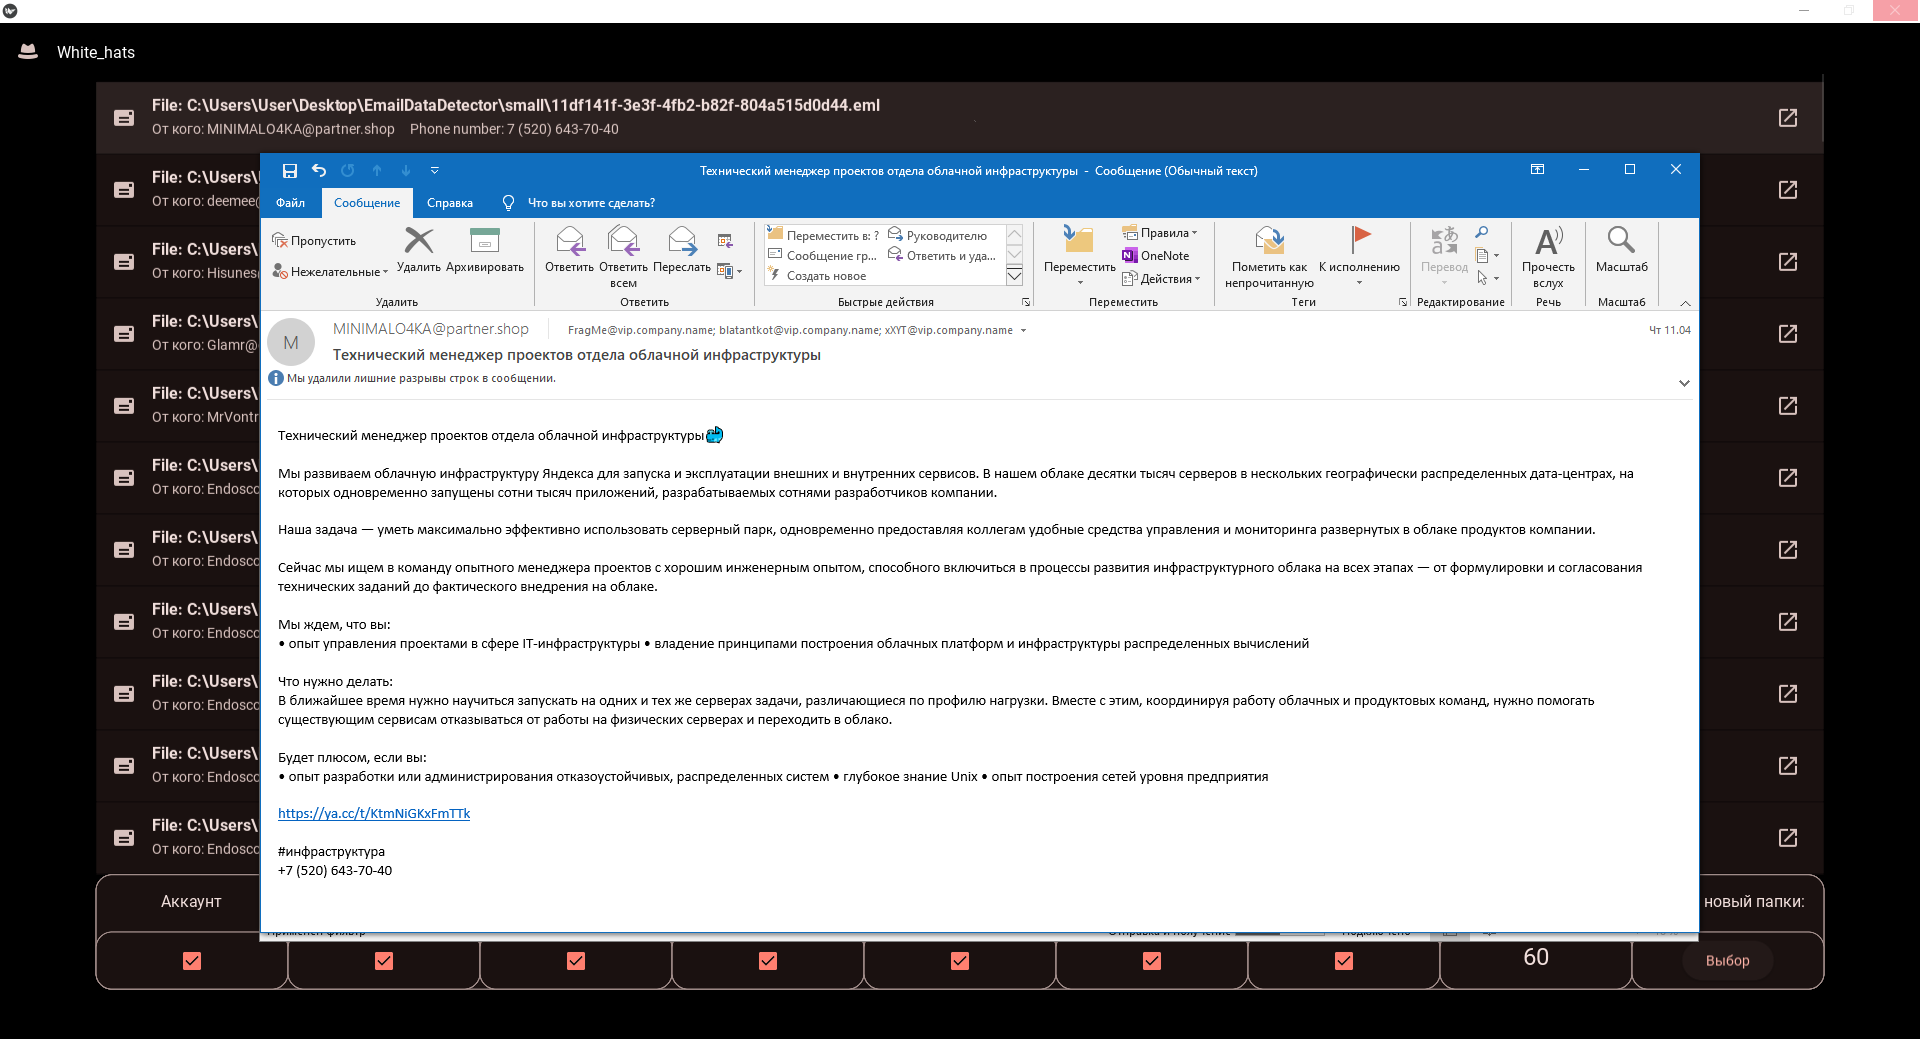 White_hats
File: C:\Users\User\Desktop\EmailDataDetector\small\11df141f-3e3f-4fb2-b82f-804a515d0d44.eml
От кого: MINIMALO4KA@partner.shop Phone number: 7 (520) 643-70-40
File: C:\Users\
От кого: deemee
File: C:\Users\
От кого: Hisunes
File: C:\Users\
От кого: Glamr@
File: C:\Users\
От кого: MrVontr
File: C:\Users\
От кого: Endosco
File: C:\Users\
От кого: Endosco
File: C:\Users\
От кого: Endosco
File: C:\Users\
От кого: Endosco
File: C:\Users\
От кого: Endosco
File: C:\Users\
От кого: Endosco
Технический менеджер проектов отдела облачной инфраструктуры - Сообщение (Обычный текст)
Файл Сообщение Справка Что вы хотите сделать?
Пропустить
Нежелательные
Удалить Архивировать
Удалить
Ответить Ответить всем Переслать
Ответить
Переместить в: ? Руководителю
Сообщение гр... Ответить и уда...
Создать новое
Быстрые действия
Переместить
Правила
OneNote
Действия
Переместить
Пометить как непрочитанную К исполнению
Теги
Перевод
Редактирование
Прочесть вслух
Речь
Масштаб
Масштаб
M
MINIMALO4KA@partner.shop FragMe@vip.company.name; blatantkot@vip.company.name; xXYT@vip.company.name Чт 11.04
Технический менеджер проектов отдела облачной инфраструктуры
Мы удалили лишние разрывы строк в сообщении.
Технический менеджер проектов отдела облачной инфраструктуры
Мы развиваем облачную инфраструктуру Яндекса для запуска и эксплуатации внешних и внутренних сервисов. В нашем облаке десятки тысяч серверов в нескольких географически распределенных дата-центрах, на
которых одновременно запущены сотни тысяч приложений, разрабатываемых сотнями разработчиков компании.
Наша задача — уметь максимально эффективно использовать серверный парк, одновременно предоставляя коллегам удобные средства управления и мониторинга развернутых в облаке продуктов компании.
Сейчас мы ищем в команду опытного менеджера проектов с хорошим инженерным опытом, способного включиться в процессы развития инфраструктурного облака на всех этапах — от формулировки и согласования
технических заданий до фактического внедрения на облаке.
Мы ждем, что вы:
• опыт управления проектами в сфере IT-инфраструктуры • владение принципами построения облачных платформ и инфраструктуры распределенных вычислений
Что нужно делать:
В ближайшее время нужно научиться запускать на одних и тех же серверах задачи, различающиеся по профилю нагрузки. Вместе с этим, координируя работу облачных и продуктовых команд, нужно помогать
существующим сервисам отказываться от работы на физических серверах и переходить в облако.
Будет плюсом, если вы:
• опыт разработки или администрирования отказоустойчивых, распределенных систем • глубокое знание Unix • опыт построения сетей уровня предприятия
https://ya.cc/t/KtmNiGKxFmTTk
#инфраструктура
+7 (520) 643-70-40
Аккаунт новый папки:
60 Выбор